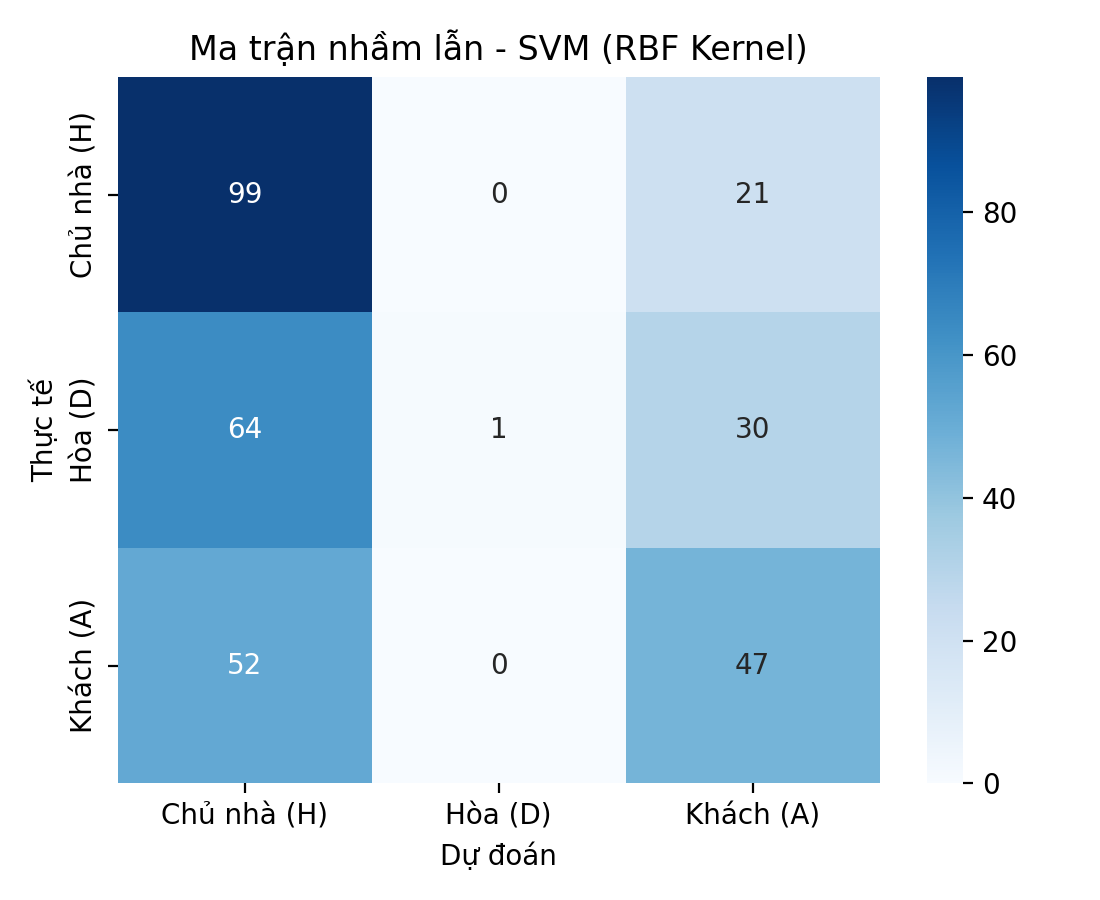 Ma trận nhầm lẫn - SVM (RBF Kernel)
Thực tế
Chủ nhà (H)
99
0
21
Hòa (D)
64
1
30
Khách (A)
52
0
47
Chủ nhà (H)
Hòa (D)
Khách (A)
Dự đoán
80
60
40
20
0